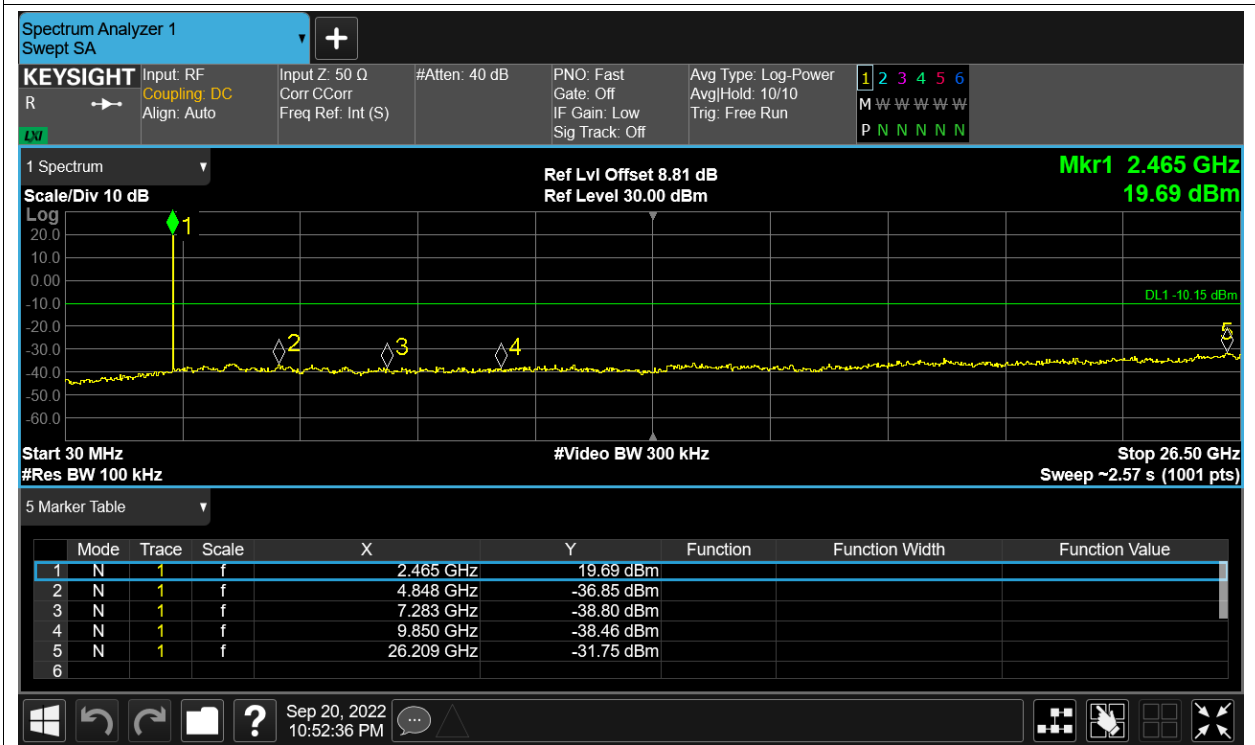 Spectrum Analyzer 1
Swept SA
KEYSIGHT Input: RF Input Z: 50 Ω #Atten: 40 dB PNO: Fast Avg Type: Log-Power 1 2 3 4 5 6
R Coupling: DC Corr CCorr Gate: Off Avg|Hold: 10/10 M W W W W W
Align: Auto Freq Ref: Int (S) IF Gain: Low Trig: Free Run
LXI Sig Track: Off P N N N N N
1 Spectrum Ref Lvl Offset 8.81 dB Mkr1 2.465 GHz
Scale/Div 10 dB Ref Level 30.00 dBm 19.69 dBm
Log
1
20.0
10.0
0.00
DL1 -10.15 dBm
-10.0
-20.0
2 3 4 5
-30.0
-40.0
-50.0
-60.0
Start 30 MHz #Video BW 300 kHz Stop 26.50 GHz
#Res BW 100 kHz Sweep ~2.57 s (1001 pts)
5 Marker Table
Mode Trace Scale X Y Function Function Width Function Value
1 N 1 f 2.465 GHz 19.69 dBm
2 N 1 f 4.848 GHz -36.85 dBm
3 N 1 f 7.283 GHz -38.80 dBm
4 N 1 f 9.850 GHz -38.46 dBm
5 N 1 f 26.209 GHz -31.75 dBm
6
? Sep 20, 2022
10:52:36 PM